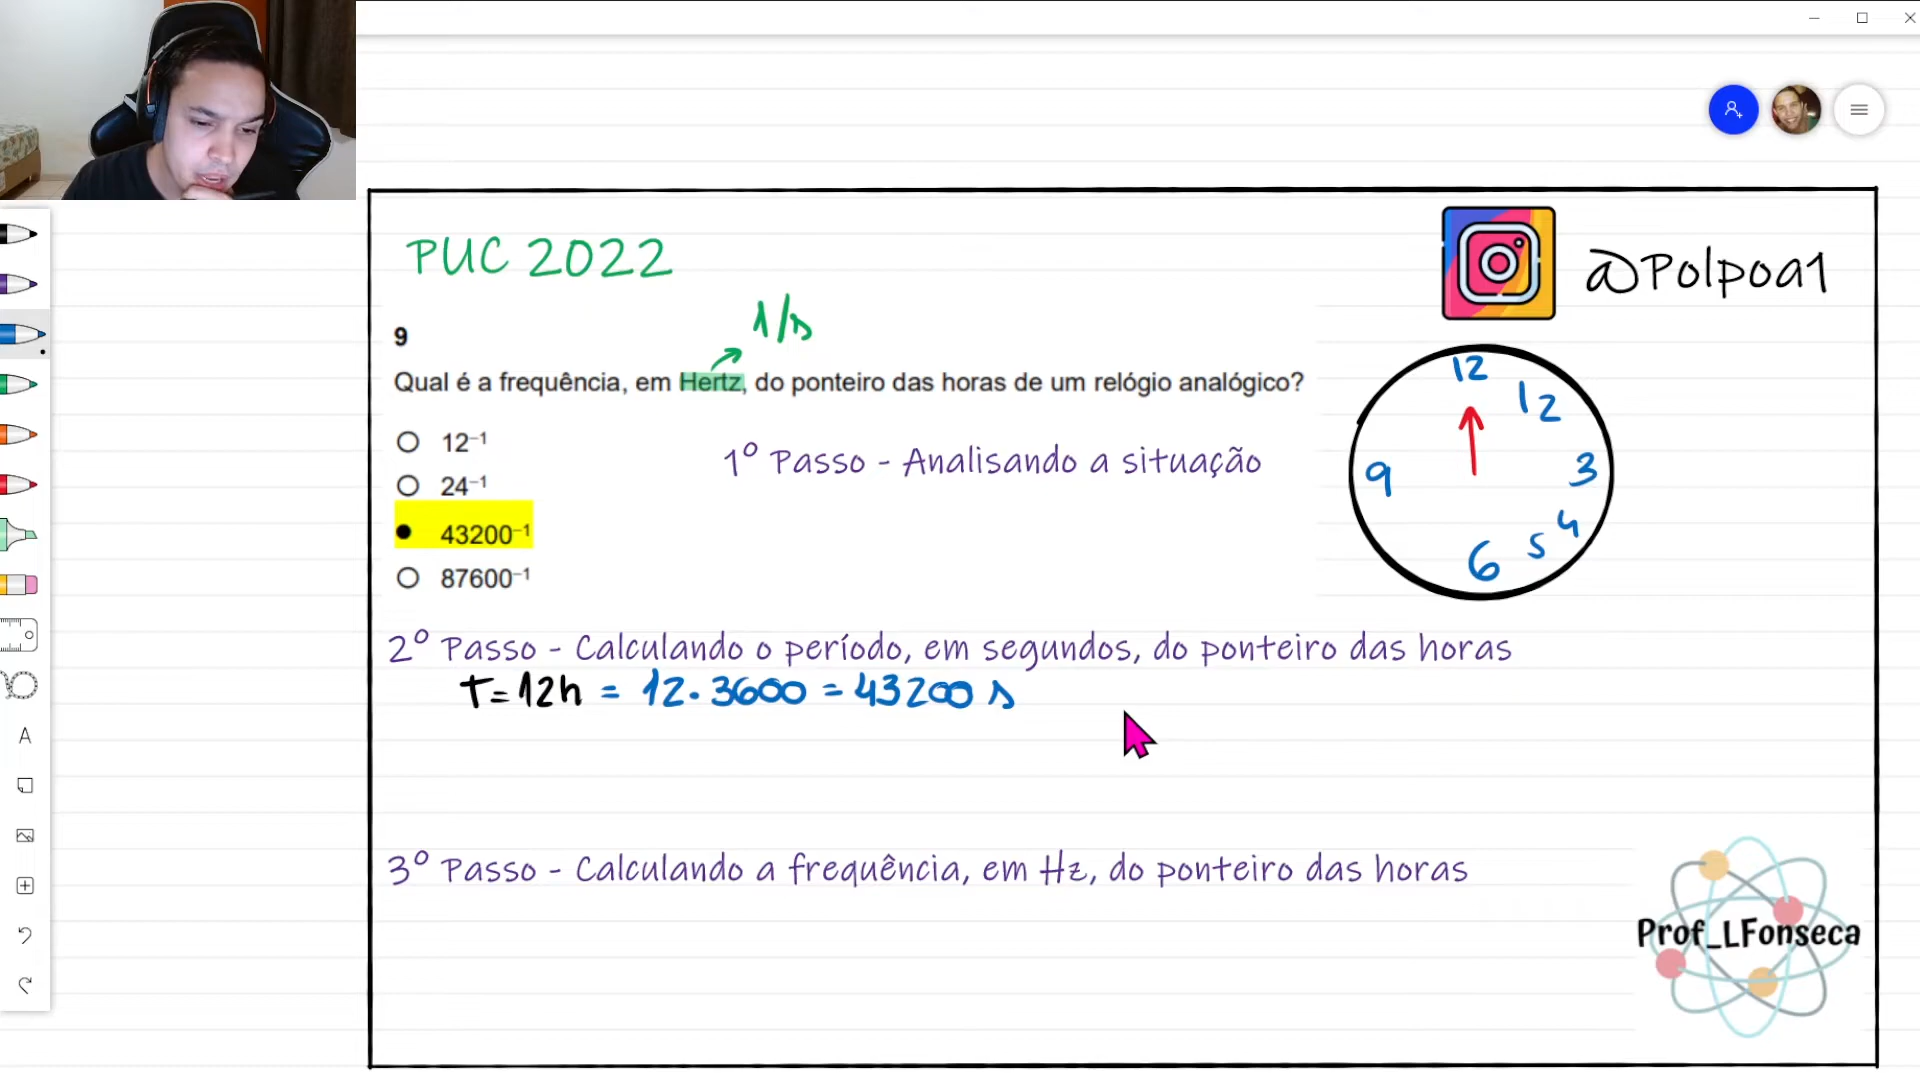 PUC 2022
@Polpoa1
1/s
9
Qual é a frequência, em Hertz, do ponteiro das horas de um relógio analógico?
12⁻¹
24⁻¹
43200⁻¹
87600⁻¹
1º Passo - Analisando a situação
12
1
2
3
4
5
6
9
2º Passo - Calculando o período, em segundos, do ponteiro das horas
T = 12h = 12 . 3600 = 43200 s
3º Passo - Calculando a frequência, em Hz, do ponteiro das horas
Prof_LFonseca
A